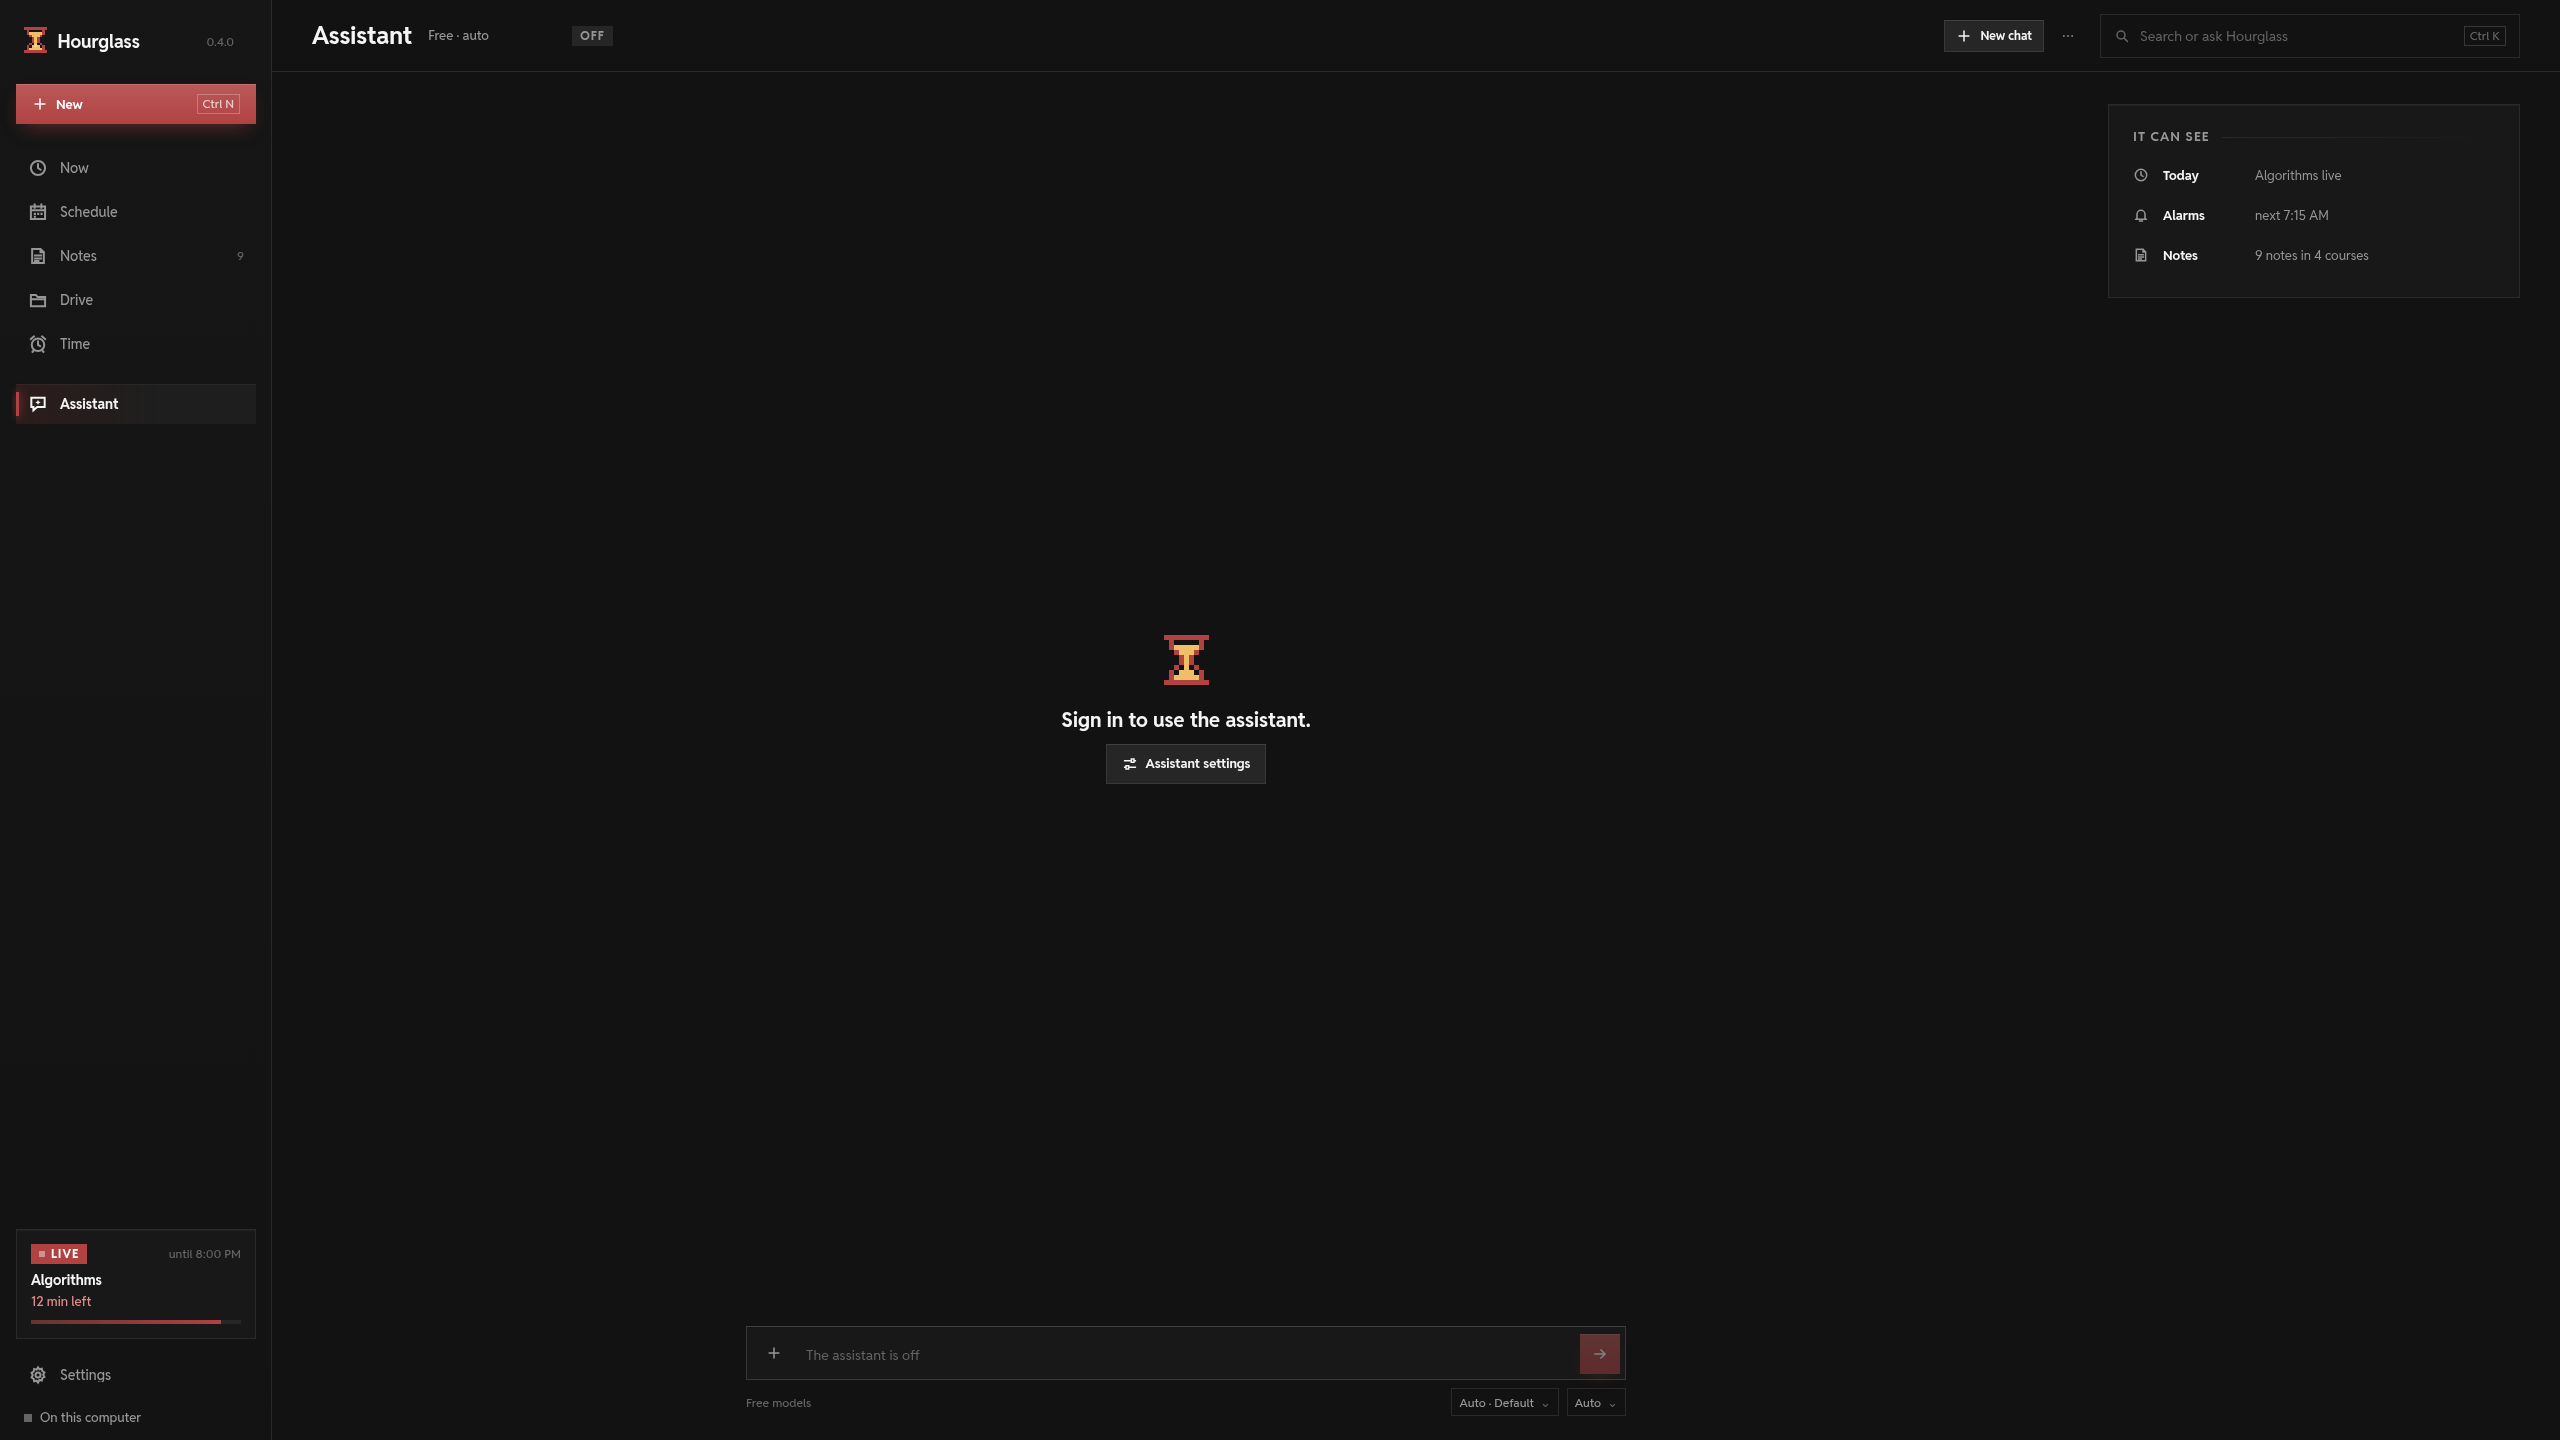 Hourglass 0.4.0
New Ctrl N
Now
Schedule
Notes 9
Drive
Time
Assistant
LIVE until 8:00 PM
Algorithms
12 min left
Settings
On this computer
Assistant Free · auto OFF
New chat ··· Search or ask Hourglass Ctrl K
IT CAN SEE
Today Algorithms live
Alarms next 7:15 AM
Notes 9 notes in 4 courses
Sign in to use the assistant.
Assistant settings
The assistant is off
Free models Auto · Default Auto